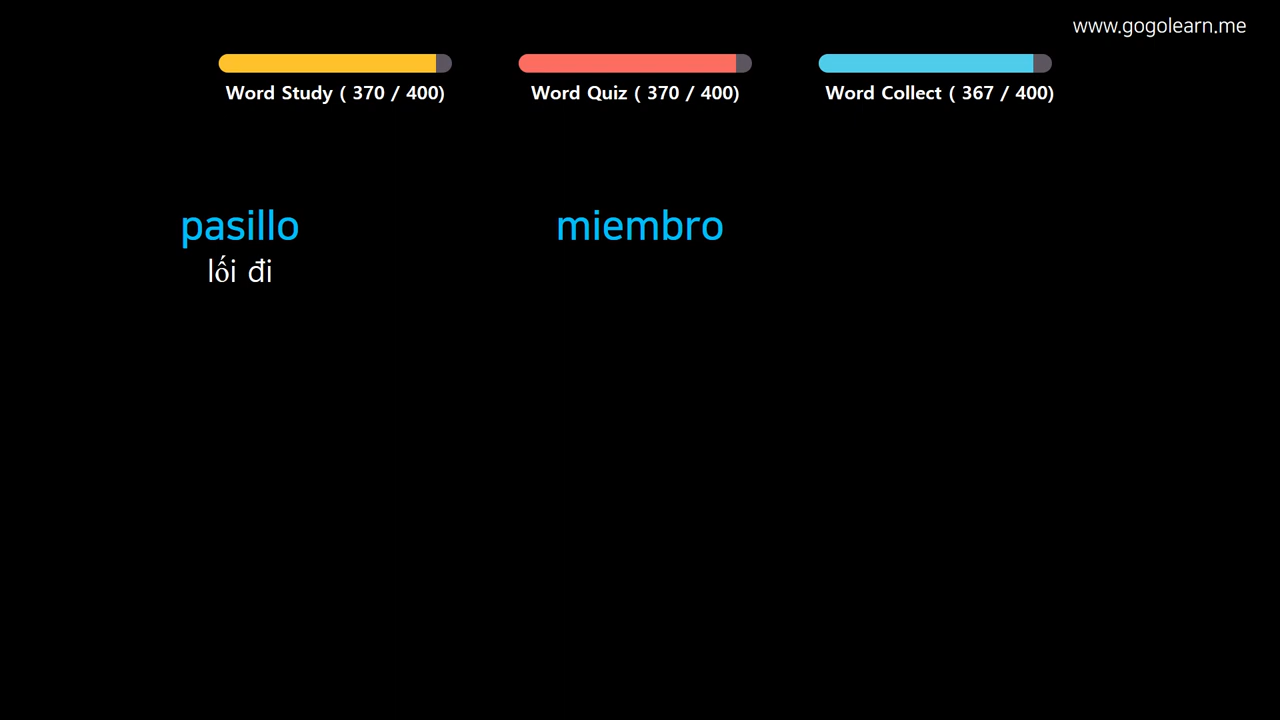 www.gogolearn.me
Word Study ( 370 / 400)
Word Quiz ( 370 / 400)
Word Collect ( 367 / 400)
pasillo
lối đi
miembro